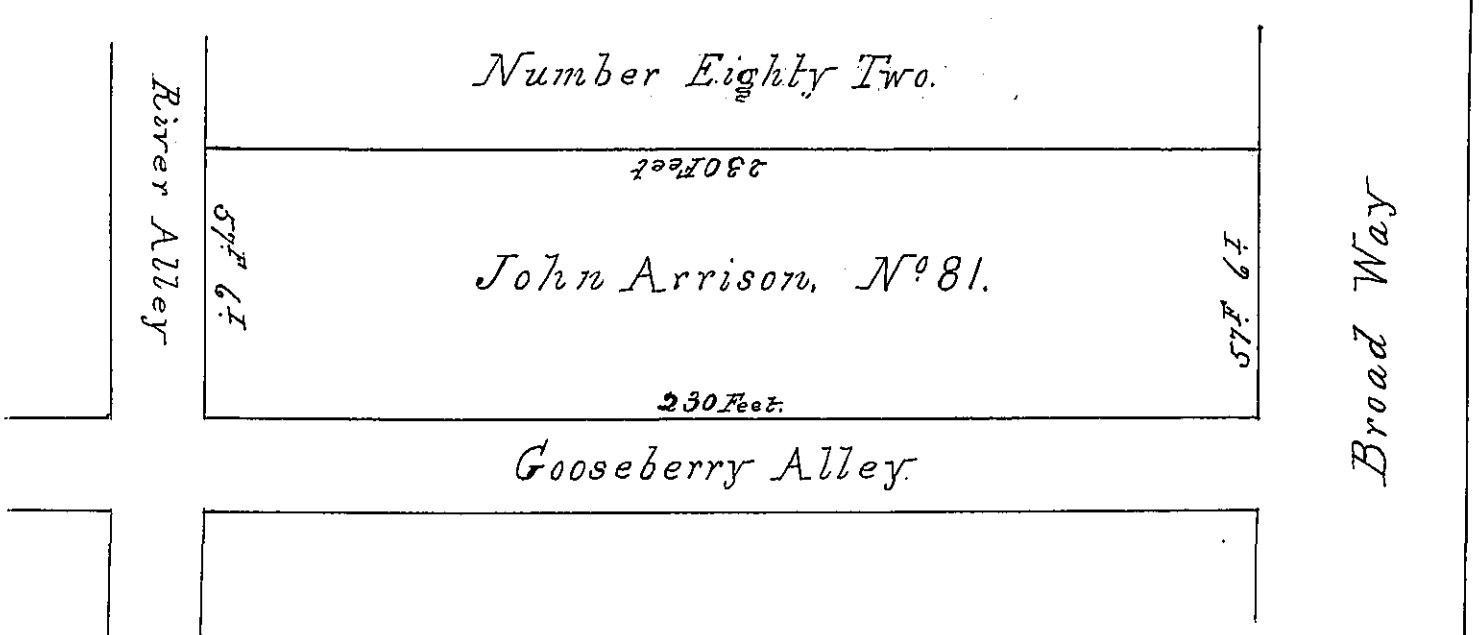 Number Eighty Two.
River Alley
230 Feet
57.F 6.I
John Arrison, Nº 81.
57.F. 6.I
Broad Way
230 Feet.
Gooseberry Alley.